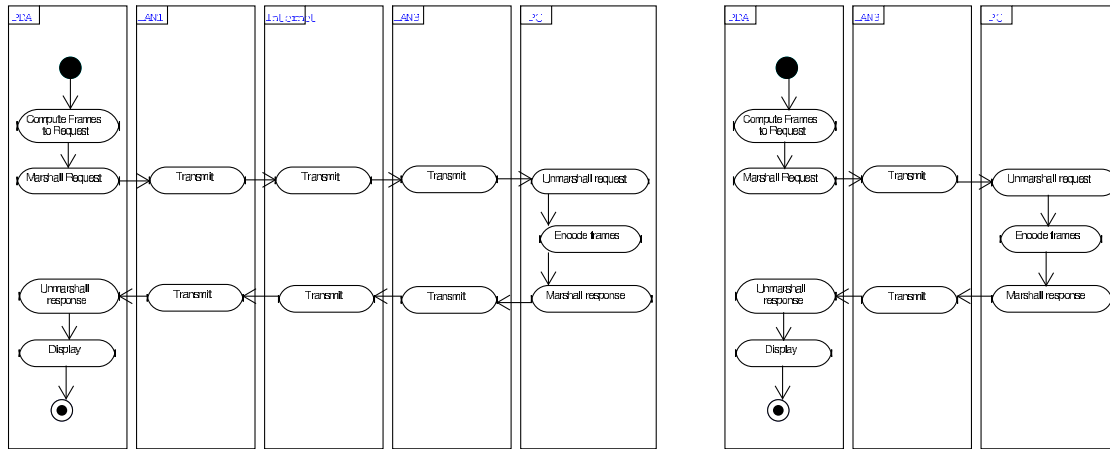 PDA
LAN1
Internet
LAN3
PC
Compute Frames
to Request
Marshall Request
Transmit
Transmit
Transmit
Unmarshall request
Encode frames
Unmarshall
response
Transmit
Transmit
Transmit
Marshall response
Display
PDA
LAN3
PC
Compute Frames
to Request
Marshall Request
Transmit
Unmarshall request
Encode frames
Unmarshall
response
Transmit
Marshall response
Display